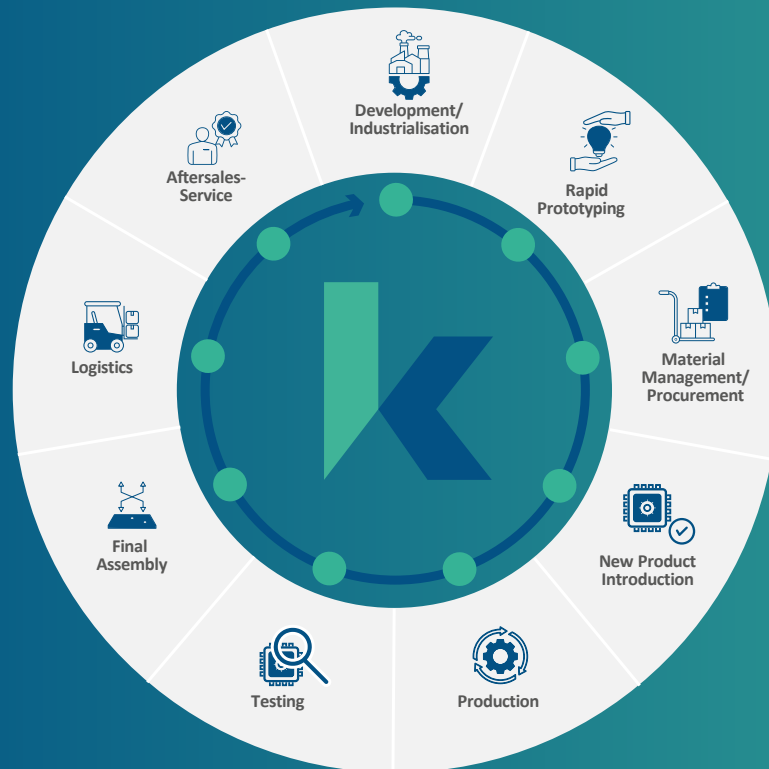 Development/
Industrialisation
Rapid
Prototyping
Material
Management/
Procurement
New Product
Introduction
Production
Testing
Final
Assembly
Logistics
Aftersales-
Service